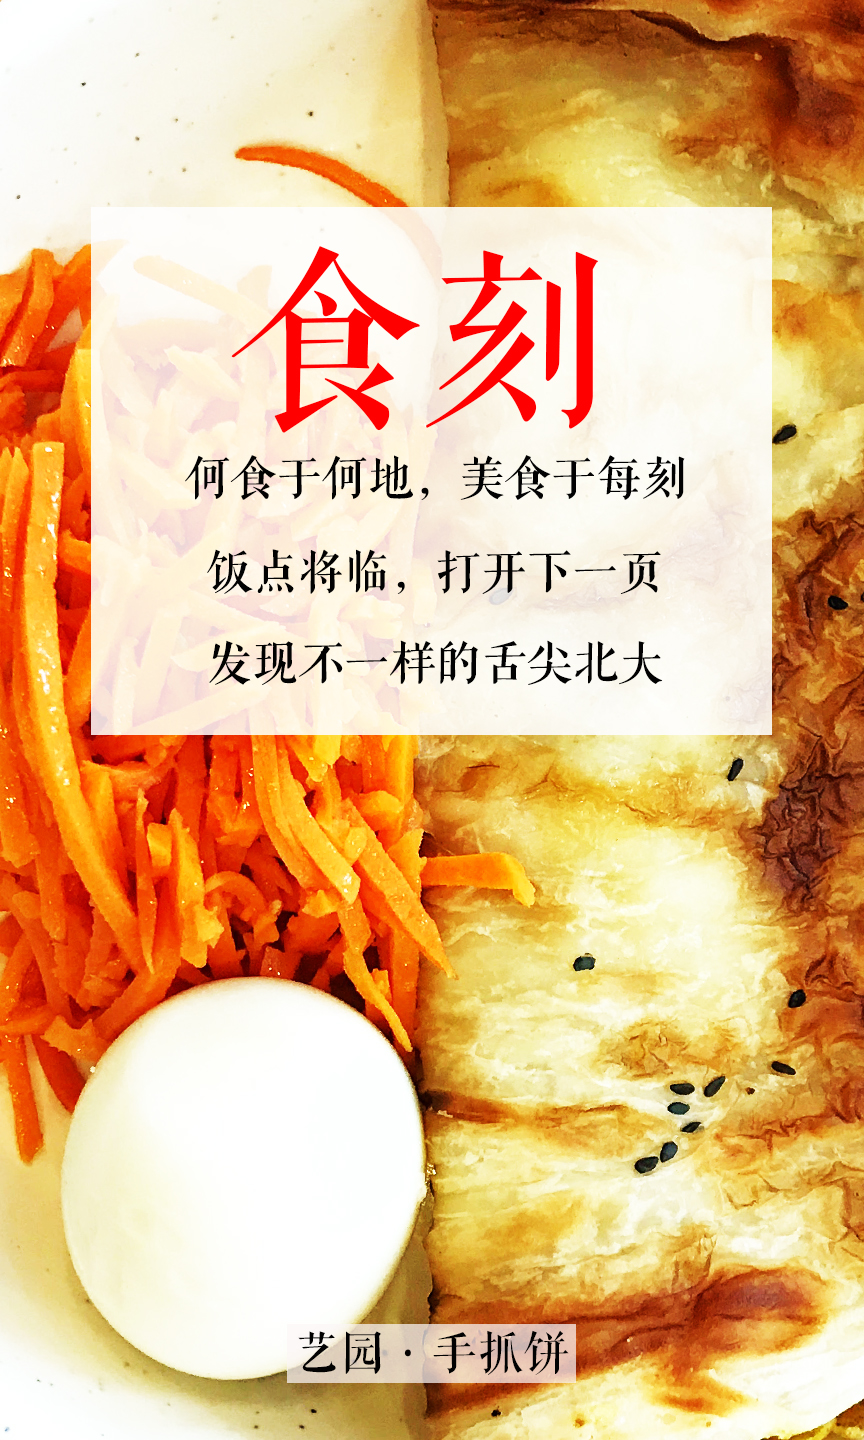 食刻
何食于何地，美食于每刻
饭点将临，打开下一页
发现不一样的舌尖北大
艺园·手抓饼